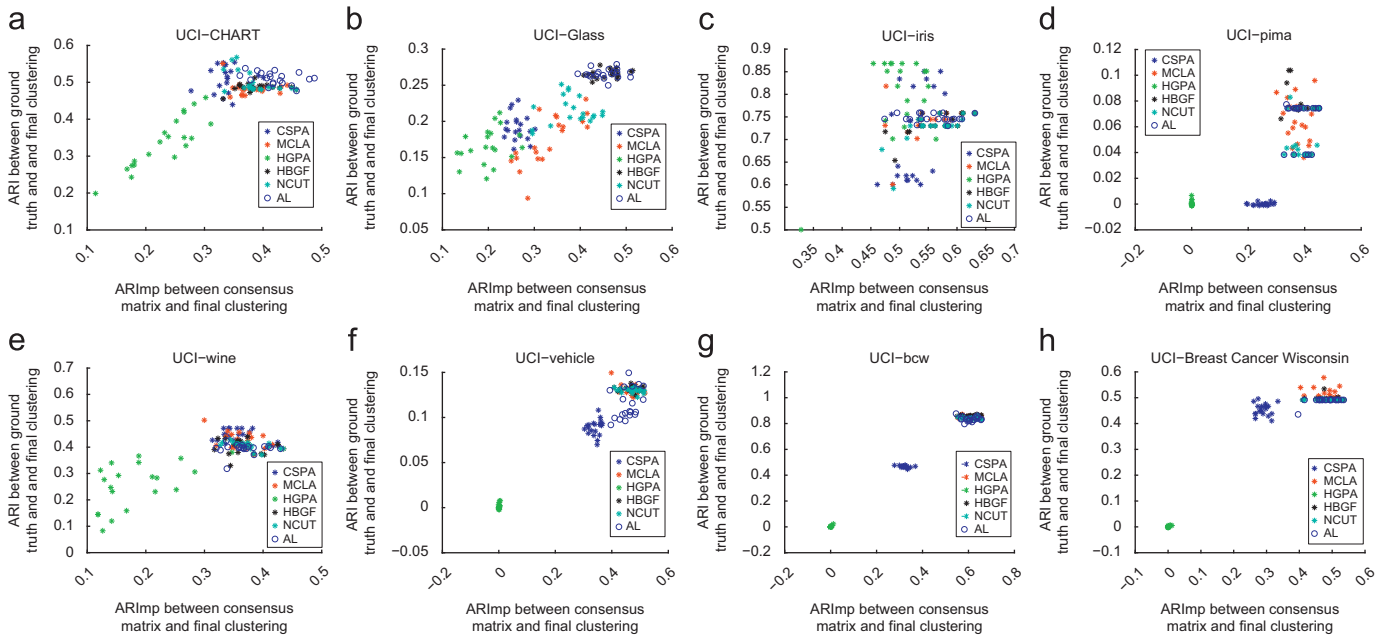 a
UCI−CHART
ARI between ground
truth and and final clustering
0.6
0.5
0.4
0.3
0.2
0.1
CSPA
MCLA
HGPA
HBGF
NCUT
AL
0.1
0.2
0.3
0.4
0.5
ARImp between consensus
matrix and final clustering
b
UCI−Glass
ARI between ground
truth and and final clustering
0.3
0.25
0.2
0.15
0.1
0.05
CSPA
MCLA
HGPA
HBGF
NCUT
AL
0.1
0.2
0.3
0.4
0.5
0.6
ARImp between consensus
matrix and final clustering
c
UCI−iris
ARI between ground
truth and and final clustering
0.9
0.85
0.8
0.75
0.7
0.65
0.6
0.55
0.5
CSPA
MCLA
HGPA
HBGF
NCUT
AL
0.35
0.4
0.45
0.5
0.55
0.6
0.65
0.7
ARImp between consensus
matrix and final clustering
d
UCI−pima
ARI between ground
truth and and final clustering
0.12
0.1
0.08
0.06
0.04
0.02
0
−0.02
CSPA
MCLA
HGPA
HBGF
NCUT
AL
−0.2
0
0.2
0.4
0.6
ARImp between consensus
matrix and final clustering
e
UCI−wine
ARI between ground
truth and and final clustering
0.7
0.6
0.5
0.4
0.3
0.2
0.1
0
CSPA
MCLA
HGPA
HBGF
NCUT
AL
0.1
0.2
0.3
0.4
0.5
ARImp between consensus
matrix and final clustering
f
UCI−vehicle
ARI between ground
truth and and final clustering
0.15
0.1
0.05
0
−0.05
CSPA
MCLA
HGPA
HBGF
NCUT
AL
−0.2
0
0.2
0.4
0.6
0.8
ARImp between consensus
matrix and final clustering
g
UCI−bcw
ARI between ground
truth and and final clustering
1.2
1
0.8
0.6
0.4
0.2
0
−0.2
CSPA
MCLA
HGPA
HBGF
NCUT
AL
−0.2
0
0.2
0.4
0.6
0.8
ARImp between consensus
matrix and final clustering
h
UCI−Breast Cancer Wisconsin
ARI between ground
truth and and final clustering
0.6
0.5
0.4
0.3
0.2
0.1
0
−0.1
CSPA
MCLA
HGPA
HBGF
NCUT
AL
−0.1
0
0.1
0.2
0.3
0.4
0.5
0.6
ARImp between consensus
matrix and final clustering